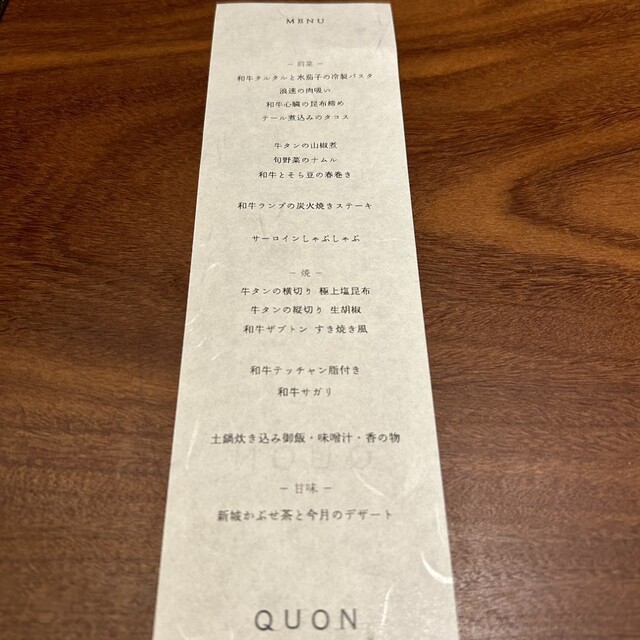 MENU
－前菜－
和牛タルタルと水茄子の冷製パスタ
浪速の肉吸い
和牛心臓の昆布締め
テール煮込みのタコス
牛タンの山椒煮
旬野菜のナムル
和牛とそら豆の春巻き
和牛ランプの炭火焼きステーキ
サーロインしゃぶしゃぶ
－焼－
牛タンの横切り 極上塩昆布
牛タンの縦切り 生胡椒
和牛ザブトン すき焼き風
和牛テッチャン脂付き
和牛サガリ
土鍋炊き込み御飯・味噌汁・香の物
－甘味－
新城かぶせ茶と今月のデザート
QUON